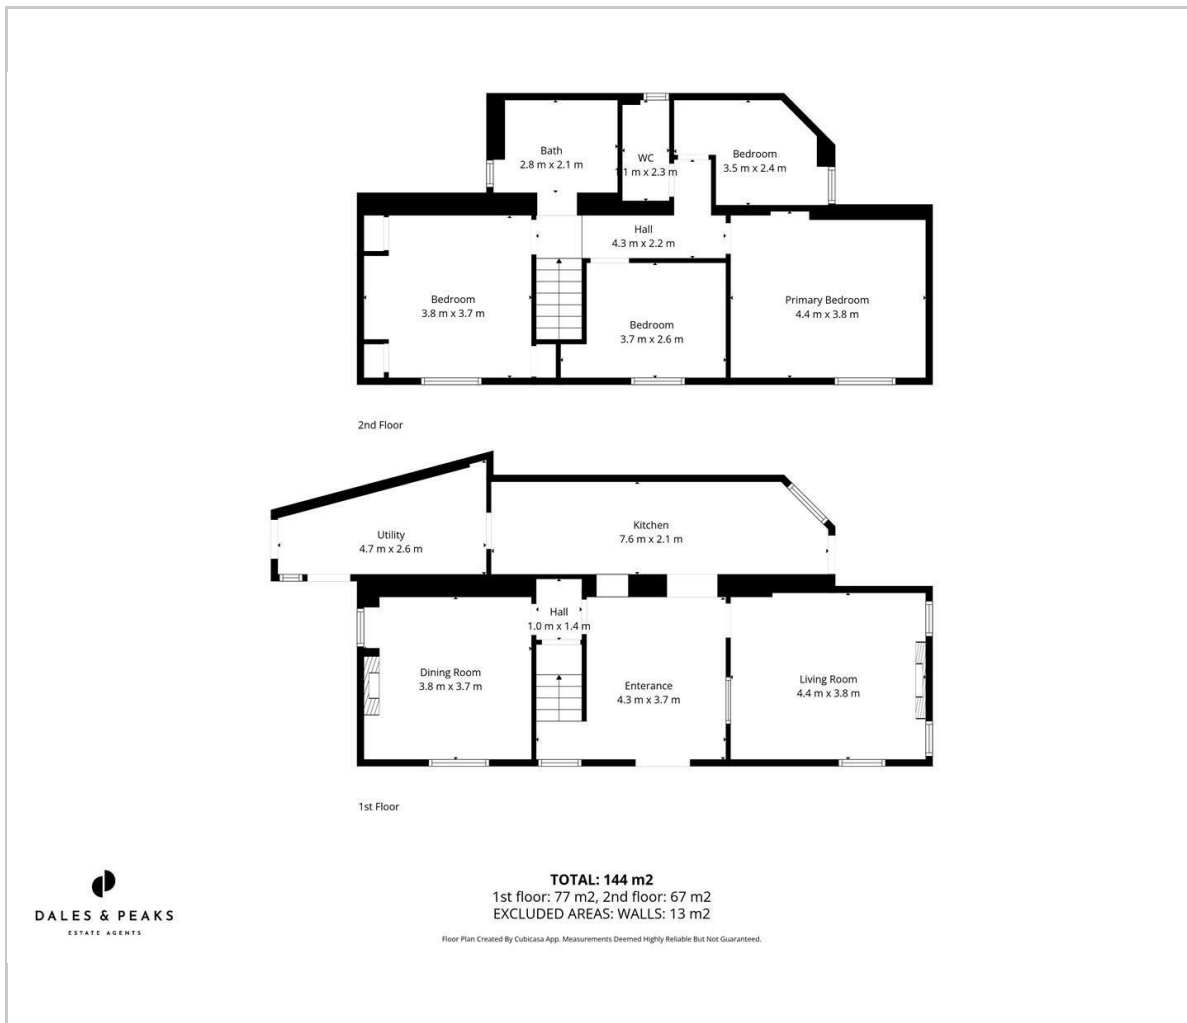 Bath
2.8 m x 2.1 m
WC
1.1 m x 2.3 m
Bedroom
3.5 m x 2.4 m
Hall
4.3 m x 2.2 m
Bedroom
3.8 m x 3.7 m
Bedroom
3.7 m x 2.6 m
Primary Bedroom
4.4 m x 3.8 m
2nd Floor
Utility
4.7 m x 2.6 m
Kitchen
7.6 m x 2.1 m
Hall
1.0 m x 1.4 m
Dining Room
3.8 m x 3.7 m
Entrance
4.3 m x 3.7 m
Living Room
4.4 m x 3.8 m
1st Floor
TOTAL: 144 m2
1st floor: 77 m2, 2nd floor: 67 m2
EXCLUDED AREAS: WALLS: 13 m2
Floor Plan Created By Cubicasa App. Measurements Deemed Highly Reliable But Not Guaranteed.
DALES & PEAKS
ESTATE AGENTS